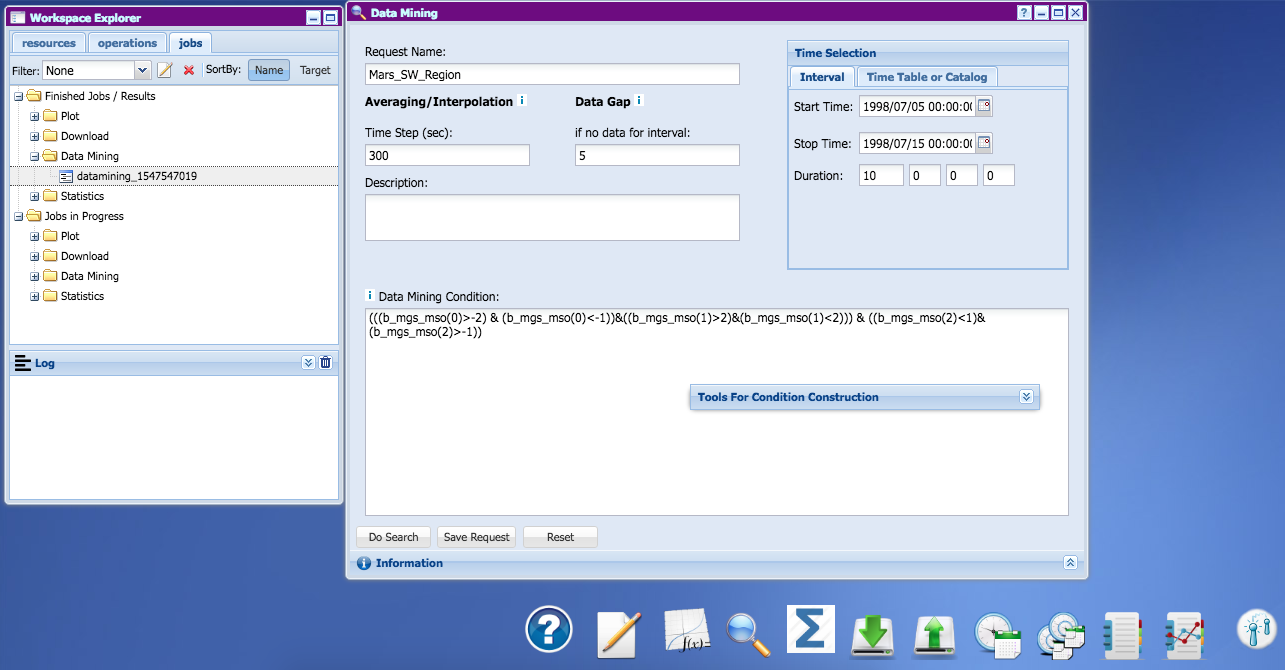 Workspace Explorer
resources
operations
jobs
Filter:
None
SortBy:
Name
Target
Finished Jobs / Results
Plot
Download
Data Mining
datamining_1547547019
Statistics
Jobs in Progress
Plot
Download
Data Mining
Statistics
Log
Data Mining
?
Request Name:
Mars_SW_Region
Averaging/Interpolation i
Data Gap i
Time Step (sec):
if no data for interval:
300
5
Description:
Time Selection
Interval
Time Table or Catalog
Start Time:
1998/07/05 00:00:00
Stop Time:
1998/07/15 00:00:00
Duration:
10
0
0
0
i Data Mining Condition:
(((b_mgs_mso(0)>-2) & (b_mgs_mso(0)<-1))&((b_mgs_mso(1)>2)&(b_mgs_mso(1)<2))) & ((b_mgs_mso(2)<1)&
(b_mgs_mso(2)>-1))
Tools For Condition Construction
Do Search
Save Request
Reset
i Information
?
f(x)=
Σ